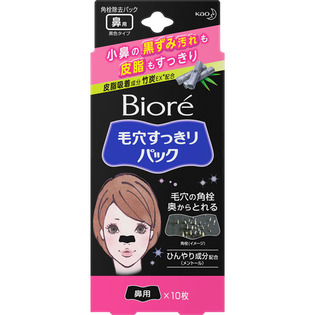 角栓除去パック
鼻用
黒色タイプ
Kao
小鼻の黒ずみ汚れも
皮脂もすっきり
皮脂吸着成分竹炭EX*配合
Bioré
毛穴すっきり
パック
毛穴の角栓
奥からとれる
角栓(イメージ)
ひんやり成分配合
(メントール)
鼻用
×10枚